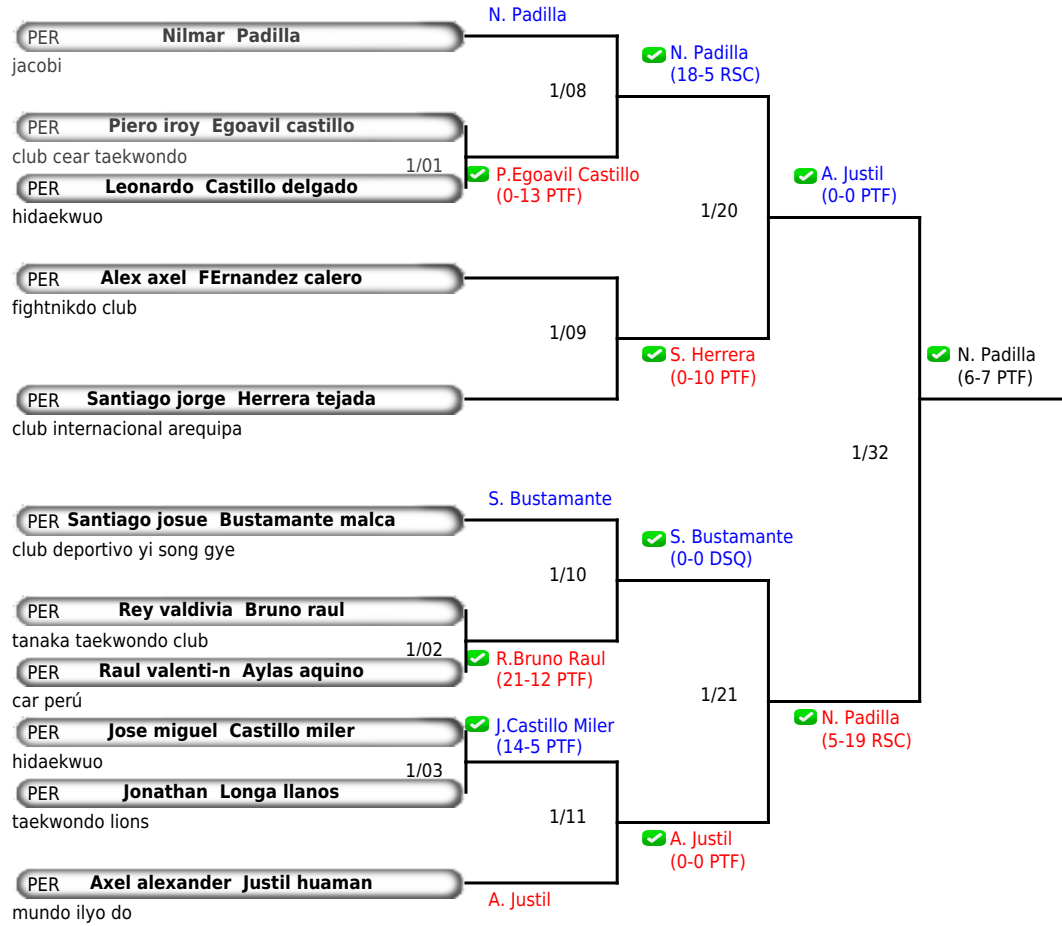 N. Padilla
PER Nilmar Padilla
jacobi
N. Padilla
(18-5 RSC)
1/08
PER Piero iroy Egoavil castillo
club cear taekwondo
1/01
P.Egoavil Castillo
(0-13 PTF)
PER Leonardo Castillo delgado
hidaekwuo
A. Justil
(0-0 PTF)
1/20
PER Alex axel FErnandez calero
fightnikdo club
1/09
S. Herrera
(0-10 PTF)
N. Padilla
(6-7 PTF)
PER Santiago jorge Herrera tejada
club internacional arequipa
1/32
S. Bustamante
PER Santiago josue Bustamante malca
club deportivo yi song gye
S. Bustamante
(0-0 DSQ)
1/10
PER Rey valdivia Bruno raul
tanaka taekwondo club
1/02
R.Bruno Raul
(21-12 PTF)
PER Raul valenti-n Aylas aquino
car perú
1/21
N. Padilla
(5-19 RSC)
PER Jose miguel Castillo miler
hidaekwuo
J.Castillo Miler
(14-5 PTF)
1/03
PER Jonathan Longa llanos
taekwondo lions
1/11
A. Justil
(0-0 PTF)
PER Axel alexander Justil huaman
mundo ilyo do
A. Justil